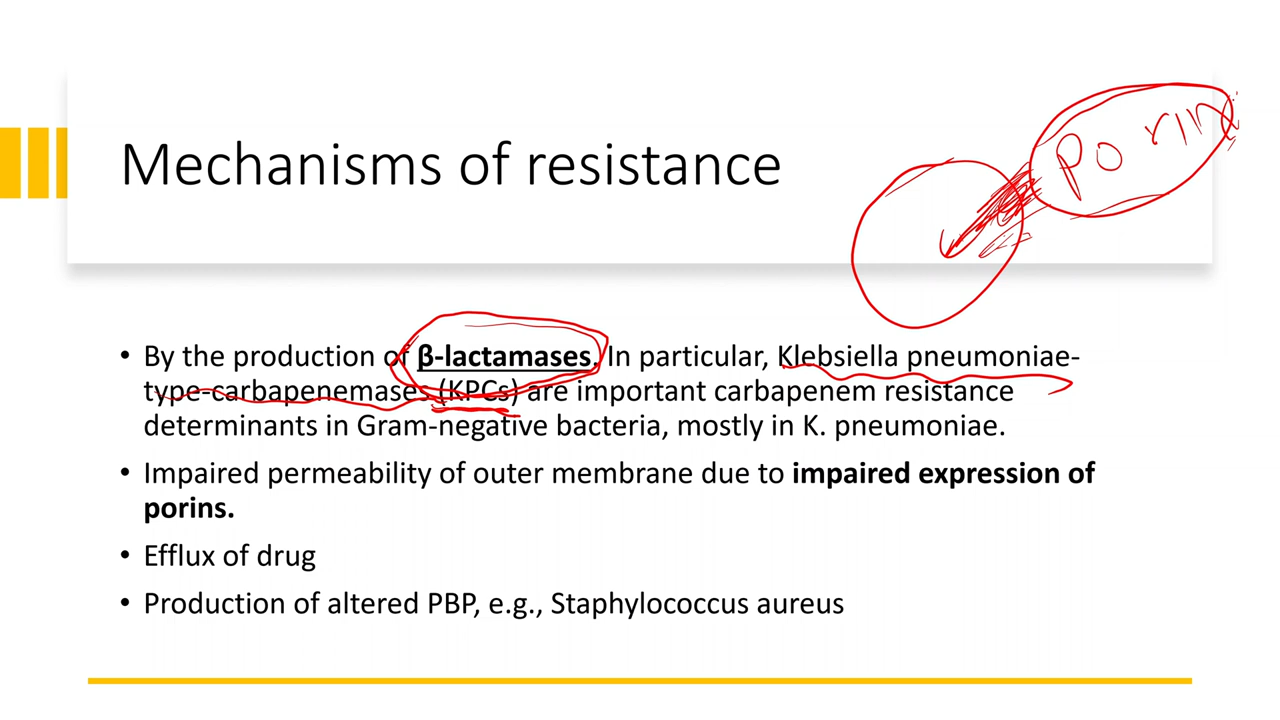 Mechanisms of resistance
Porin
• By the production of β-lactamases. In particular, Klebsiella pneumoniae-
type-carbapenemases (KPCs) are important carbapenem resistance
determinants in Gram-negative bacteria, mostly in K. pneumoniae.
• Impaired permeability of outer membrane due to impaired expression of
porins.
• Efflux of drug
• Production of altered PBP, e.g., Staphylococcus aureus